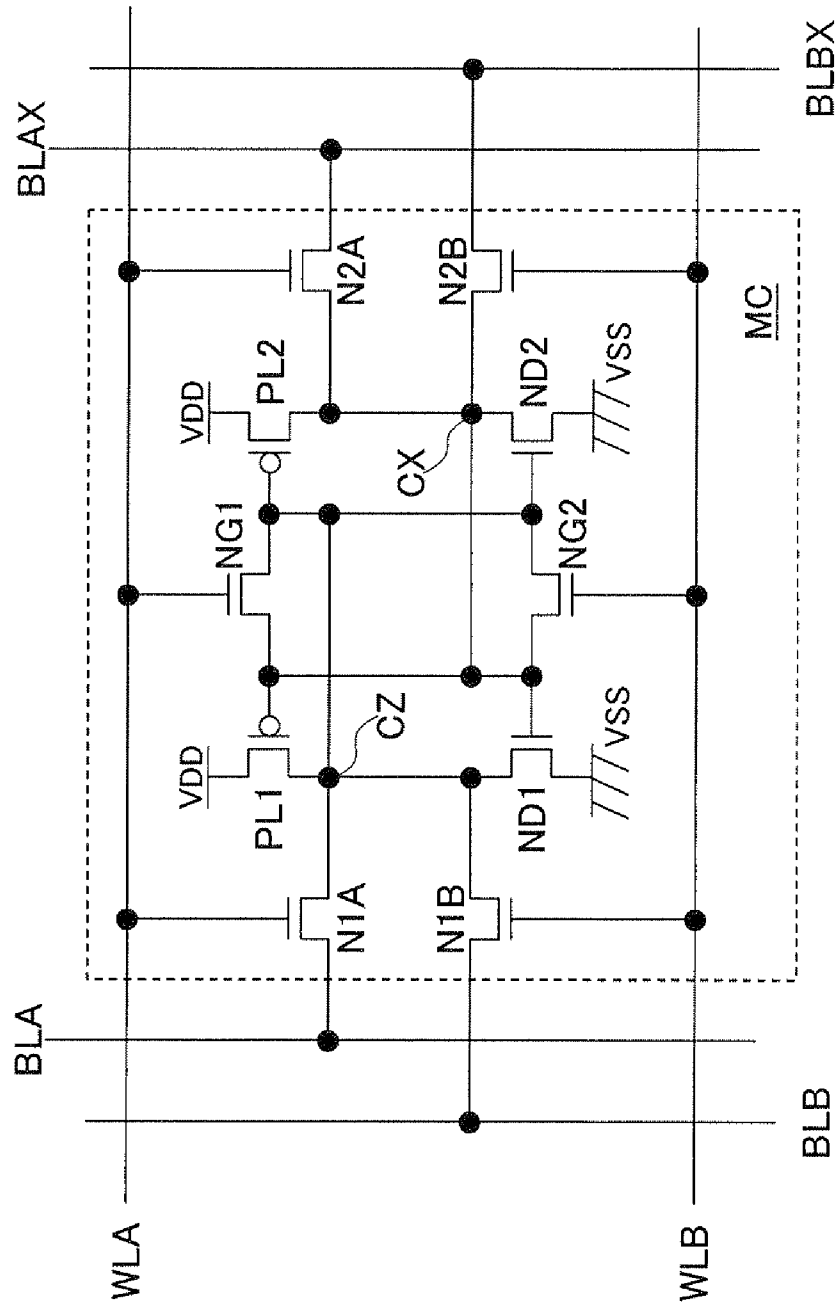 BLAX
BLA
WLA
VDD
VDD
PL2
NG1
PL1
N2A
N1A
CZ
CX
N2B
N1B
ND2
NG2
ND1
VSS
VSS
MC
WLB
BLBX
BLB